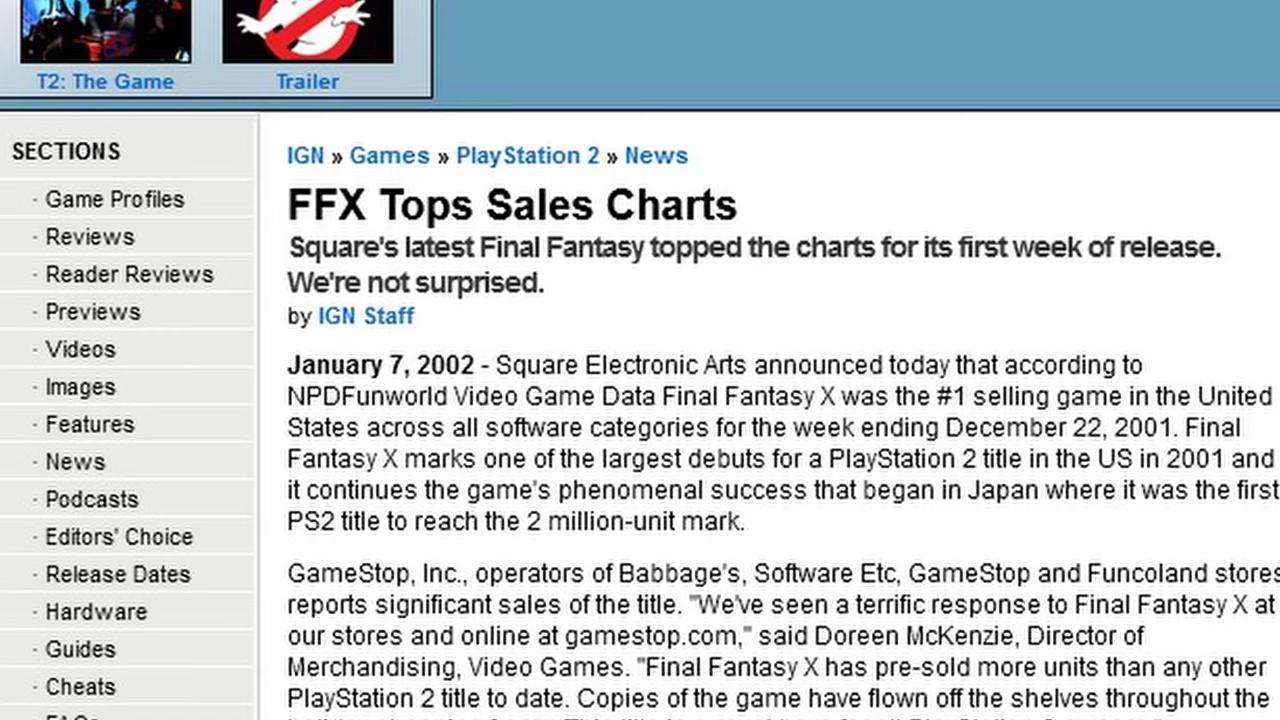 T2: The Game
Trailer
SECTIONS
· Game Profiles
· Reviews
· Reader Reviews
· Previews
· Videos
· Images
· Features
· News
· Podcasts
· Editors' Choice
· Release Dates
· Hardware
· Guides
· Cheats
IGN » Games » PlayStation 2 » News
FFX Tops Sales Charts
Square's latest Final Fantasy topped the charts for its first week of release.
We're not surprised.
by IGN Staff
January 7, 2002 - Square Electronic Arts announced today that according to
NPDFunworld Video Game Data Final Fantasy X was the #1 selling game in the United
States across all software categories for the week ending December 22, 2001. Final
Fantasy X marks one of the largest debuts for a PlayStation 2 title in the US in 2001 and
it continues the game's phenomenal success that began in Japan where it was the first
PS2 title to reach the 2 million-unit mark.
GameStop, Inc., operators of Babbage's, Software Etc, GameStop and Funcoland stores
reports significant sales of the title. "We've seen a terrific response to Final Fantasy X at
our stores and online at gamestop.com," said Doreen McKenzie, Director of
Merchandising, Video Games. "Final Fantasy X has pre-sold more units than any other
PlayStation 2 title to date. Copies of the game have flown off the shelves throughout the